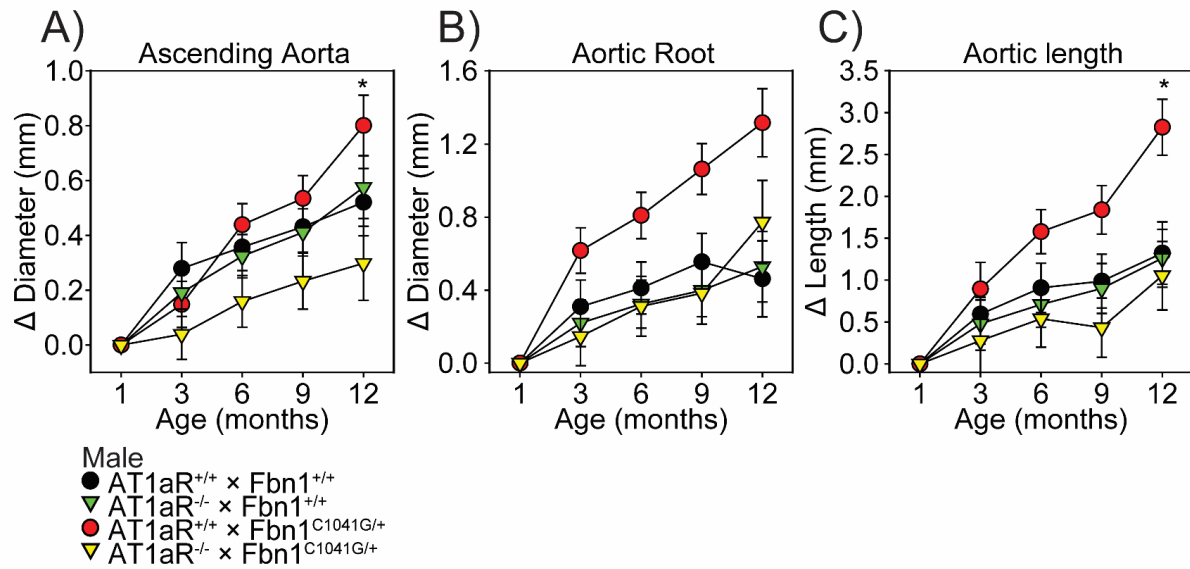 A)
Ascending Aorta
1.0
0.8
0.6
0.4
0.2
0.0
Δ Diameter (mm)
*
1 3 6 9 12
Age (months)
B)
Aortic Root
1.6
1.2
0.8
0.4
0.0
Δ Diameter (mm)
1 3 6 9 12
Age (months)
C)
Aortic length
3.5
3.0
2.5
2.0
1.5
1.0
0.5
0.0
Δ Length (mm)
*
1 3 6 9 12
Age (months)
Male
AT1aR+/+ × Fbn1+/+
AT1aR-/- × Fbn1+/+
AT1aR+/+ × Fbn1C1041G/+
AT1aR-/- × Fbn1C1041G/+